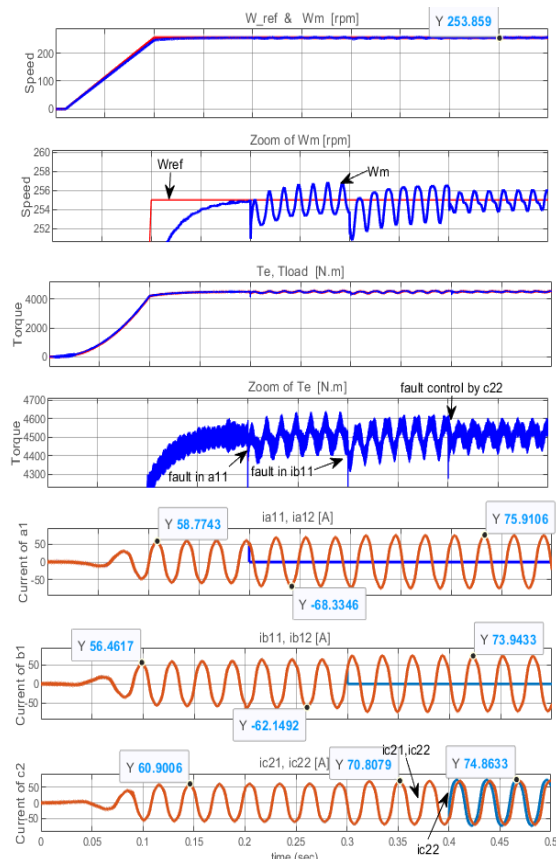 W_ref & Wm [rpm]
Y 253.859
Speed
200
100
0
Zoom of Wm [rpm]
260
258
256
254
252
Speed
Wref
Wm
Te, Tload [N.m]
4000
2000
0
Torque
Zoom of Te [N.m]
fault control by c22
4700
4600
4500
4400
4300
Torque
fault in a11
fault in ib11
ia11, ia12 [A]
Y 58.7743
Y 75.9106
Y -68.3346
50
0
-50
Current of a1
ib11, ib12 [A]
Y 56.4617
Y 73.9433
Y -62.1492
50
0
-50
Current of b1
ic21, ic22 [A]
Y 60.9006
Y 70.8079
ic21,ic22
Y 74.8633
ic22
50
0
-50
Current of c2
0
0.05
0.1
0.15
0.2
0.25
0.3
0.35
0.4
0.45
0.5
time (sec)